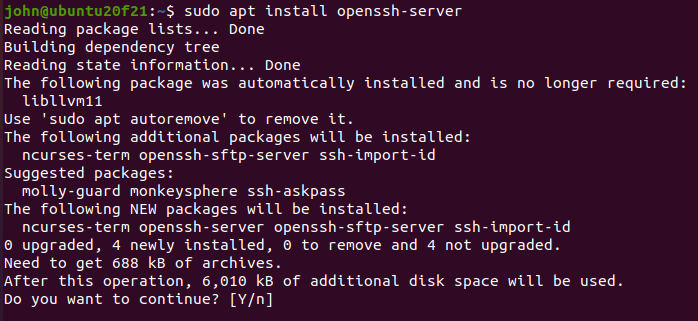 john@ubuntu20f21:~$ sudo apt install openssh-server
Reading package lists... Done
Building dependency tree
Reading state information... Done
The following package was automatically installed and is no longer required:
  libllvm11
Use 'sudo apt autoremove' to remove it.
The following additional packages will be installed:
  ncurses-term openssh-sftp-server ssh-import-id
Suggested packages:
  molly-guard monkeysphere ssh-askpass
The following NEW packages will be installed:
  ncurses-term openssh-server openssh-sftp-server ssh-import-id
0 upgraded, 4 newly installed, 0 to remove and 4 not upgraded.
Need to get 688 kB of archives.
After this operation, 6,010 kB of additional disk space will be used.
Do you want to continue? [Y/n]